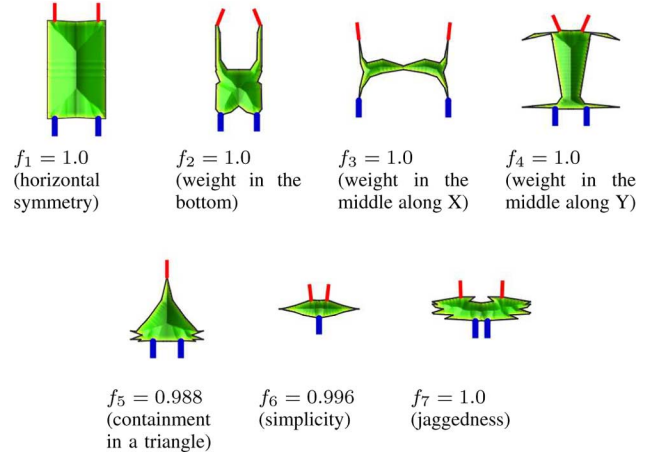 f₁ = 1.0
(horizontal
symmetry)
f₂ = 1.0
(weight in the
bottom)
f₃ = 1.0
(weight in the
middle along X)
f₄ = 1.0
(weight in the
middle along Y)
f₅ = 0.988
(containment
in a triangle)
f₆ = 0.996
(simplicity)
f₇ = 1.0
(jaggedness)